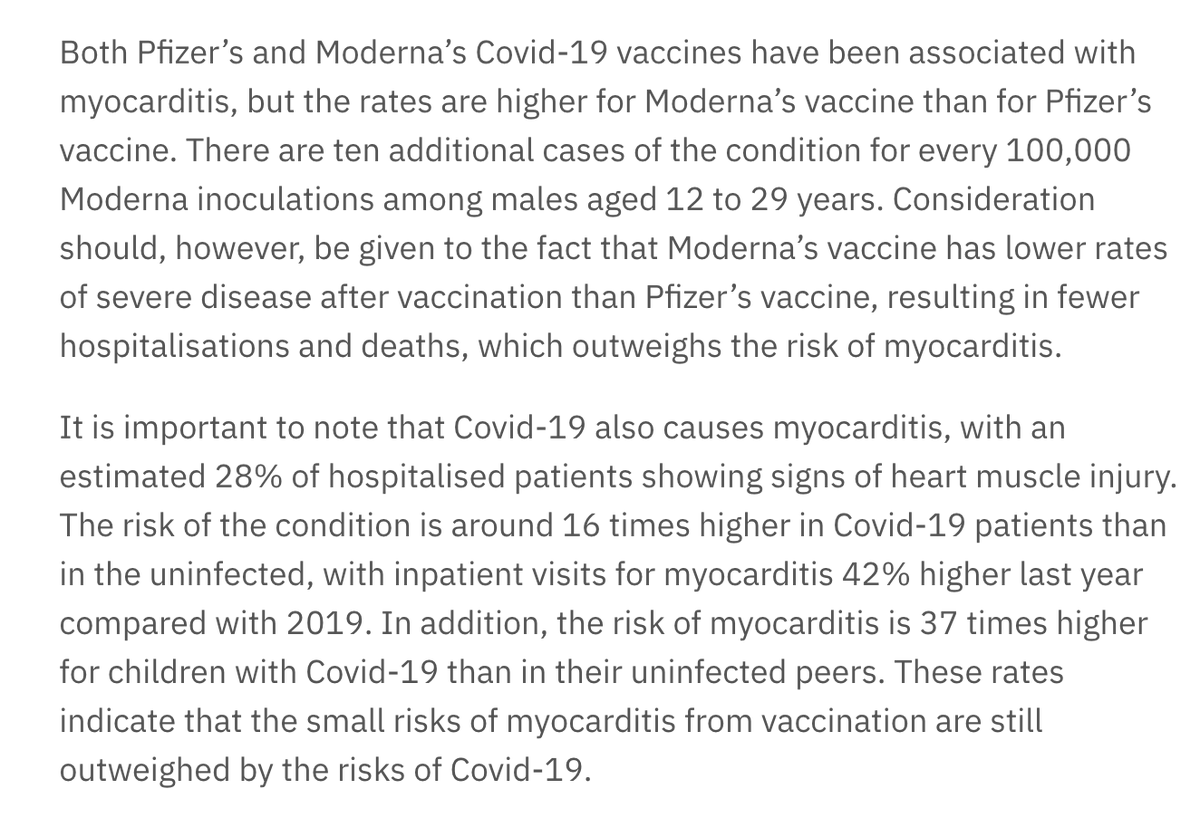 Both Pfizer’s and Moderna’s Covid-19 vaccines have been associated with
myocarditis, but the rates are higher for Moderna’s vaccine than for Pfizer’s
vaccine. There are ten additional cases of the condition for every 100,000
Moderna inoculations among males aged 12 to 29 years. Consideration
should, however, be given to the fact that Moderna’s vaccine has lower rates
of severe disease after vaccination than Pfizer’s vaccine, resulting in fewer
hospitalisations and deaths, which outweighs the risk of myocarditis.
It is important to note that Covid-19 also causes myocarditis, with an
estimated 28% of hospitalised patients showing signs of heart muscle injury.
The risk of the condition is around 16 times higher in Covid-19 patients than
in the uninfected, with inpatient visits for myocarditis 42% higher last year
compared with 2019. In addition, the risk of myocarditis is 37 times higher
for children with Covid-19 than in their uninfected peers. These rates
indicate that the small risks of myocarditis from vaccination are still
outweighed by the risks of Covid-19.